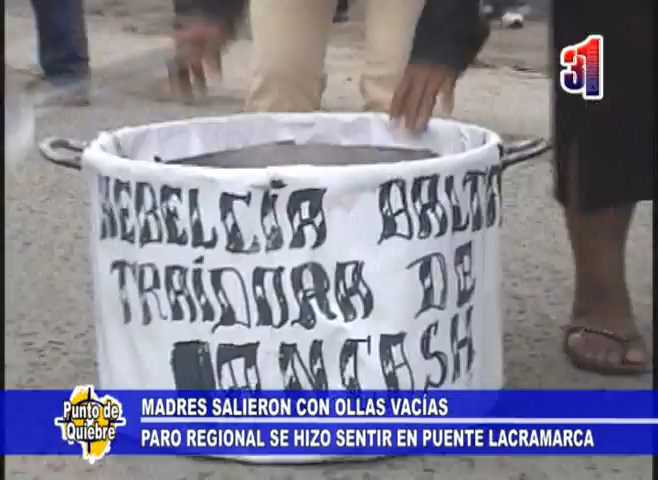 31
HEBELCÍA BALTA
TRAÍDORA DE
ANCASH
Punto de
Quiebre
MADRES SALIERON CON OLLAS VACÍAS
PARO REGIONAL SE HIZO SENTIR EN PUENTE LACRAMARCA